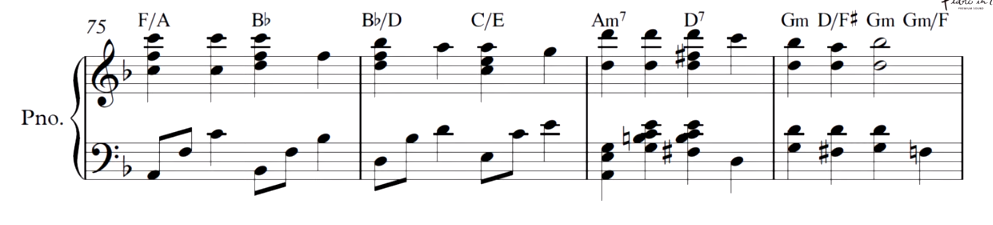 75 F/A B♭ B♭/D C/E Am7 D7 Gm D/F♯ Gm Gm/F
Pno.